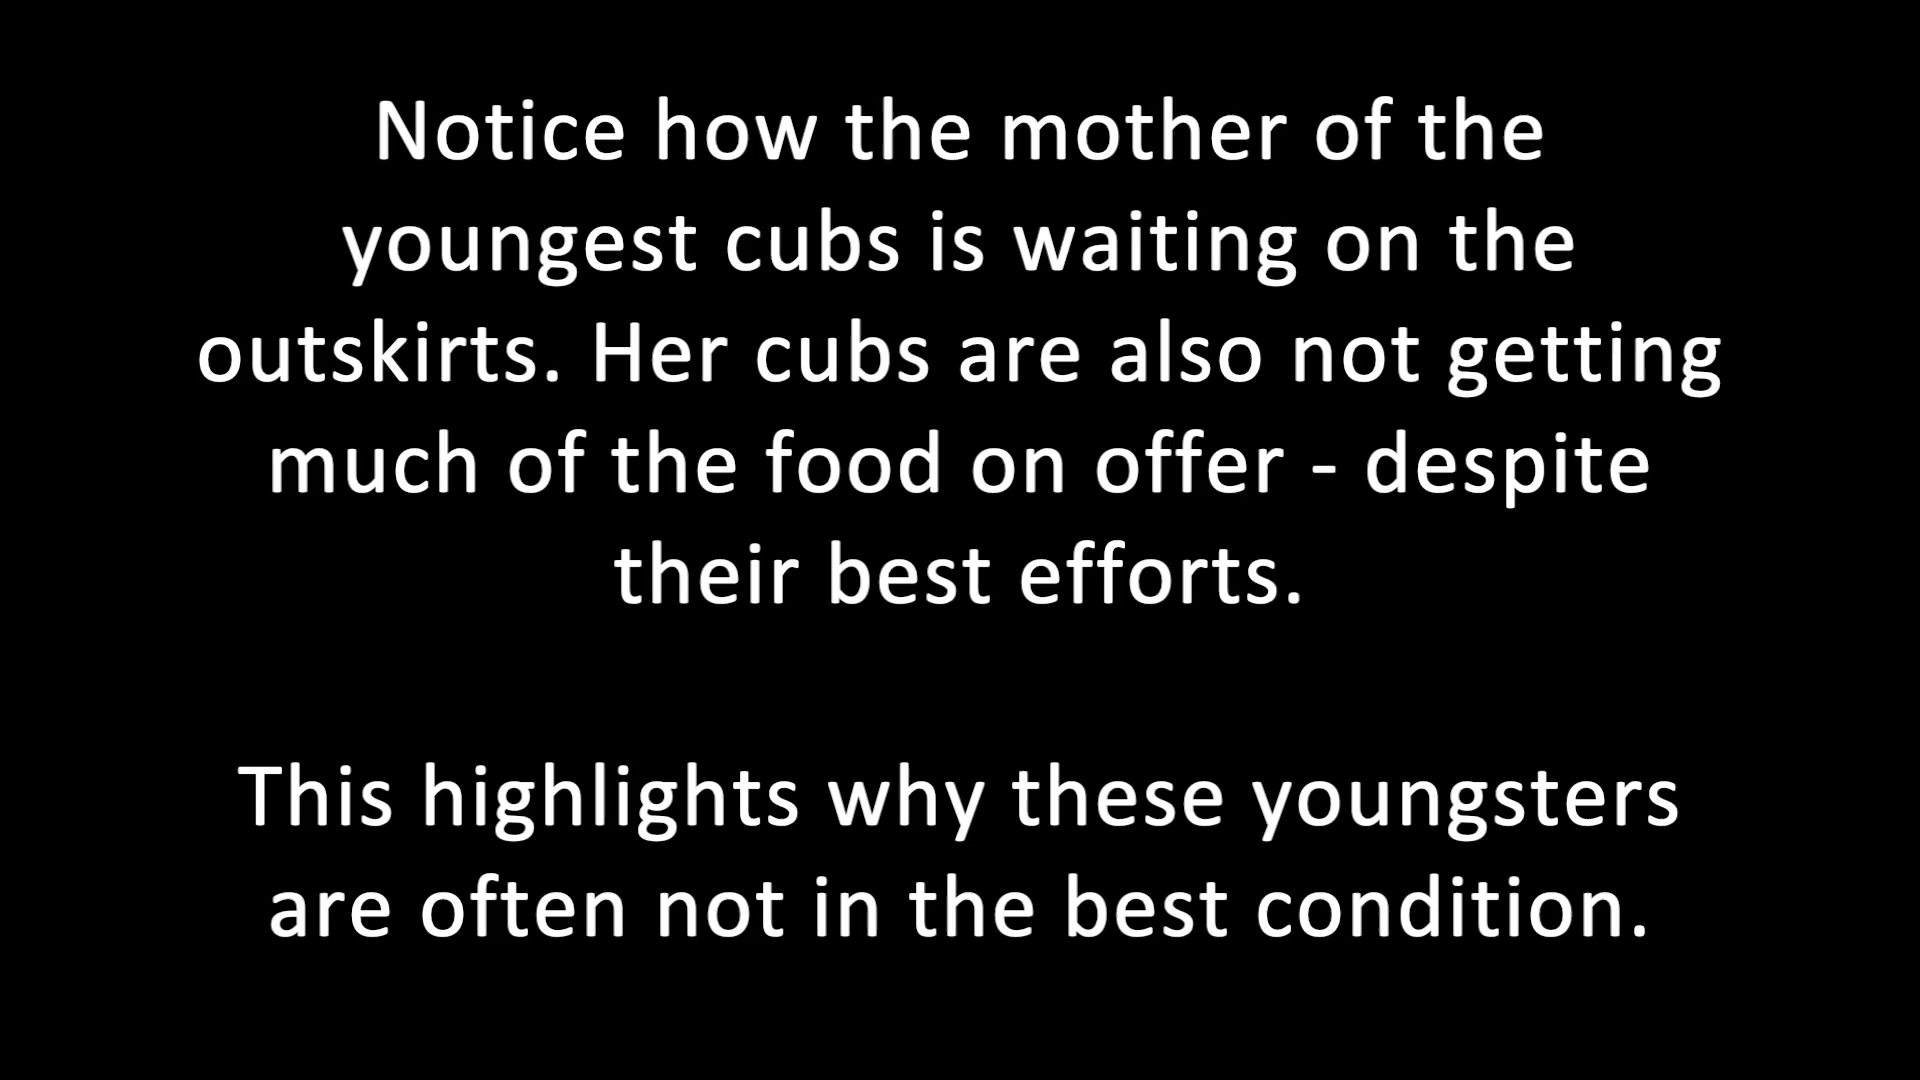 Notice how the mother of the
youngest cubs is waiting on the
outskirts. Her cubs are also not getting
much of the food on offer - despite
their best efforts.
This highlights why these youngsters
are often not in the best condition.